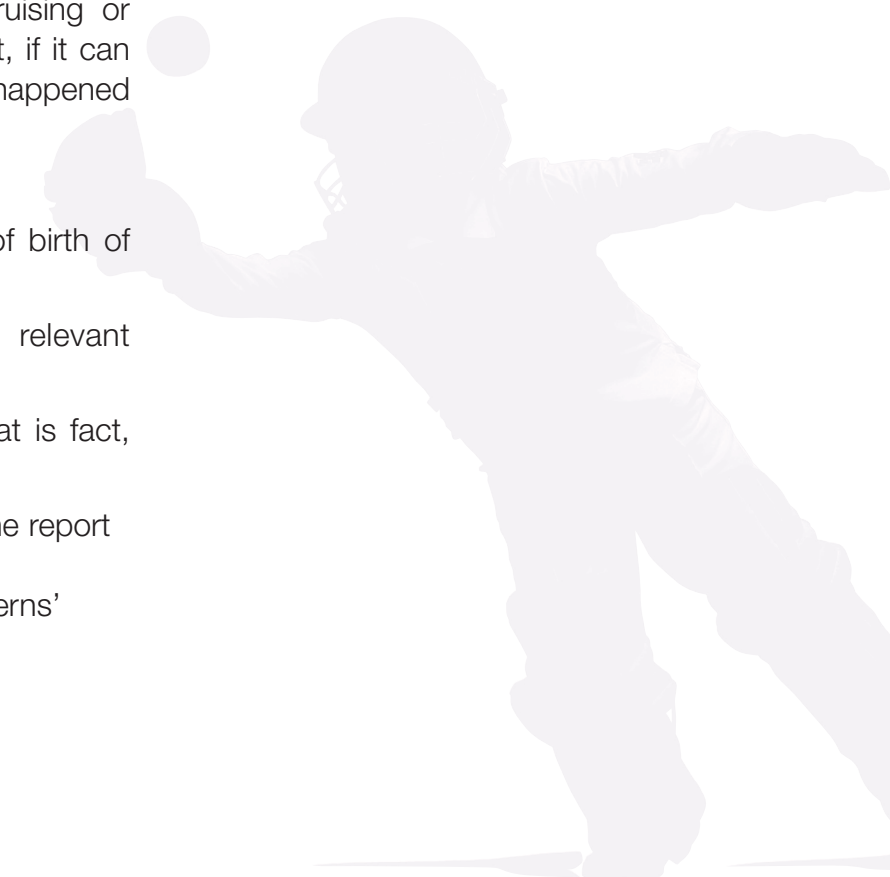 ruising or
t, if it can
happened
of birth of
relevant
at is fact,
he report
erns’